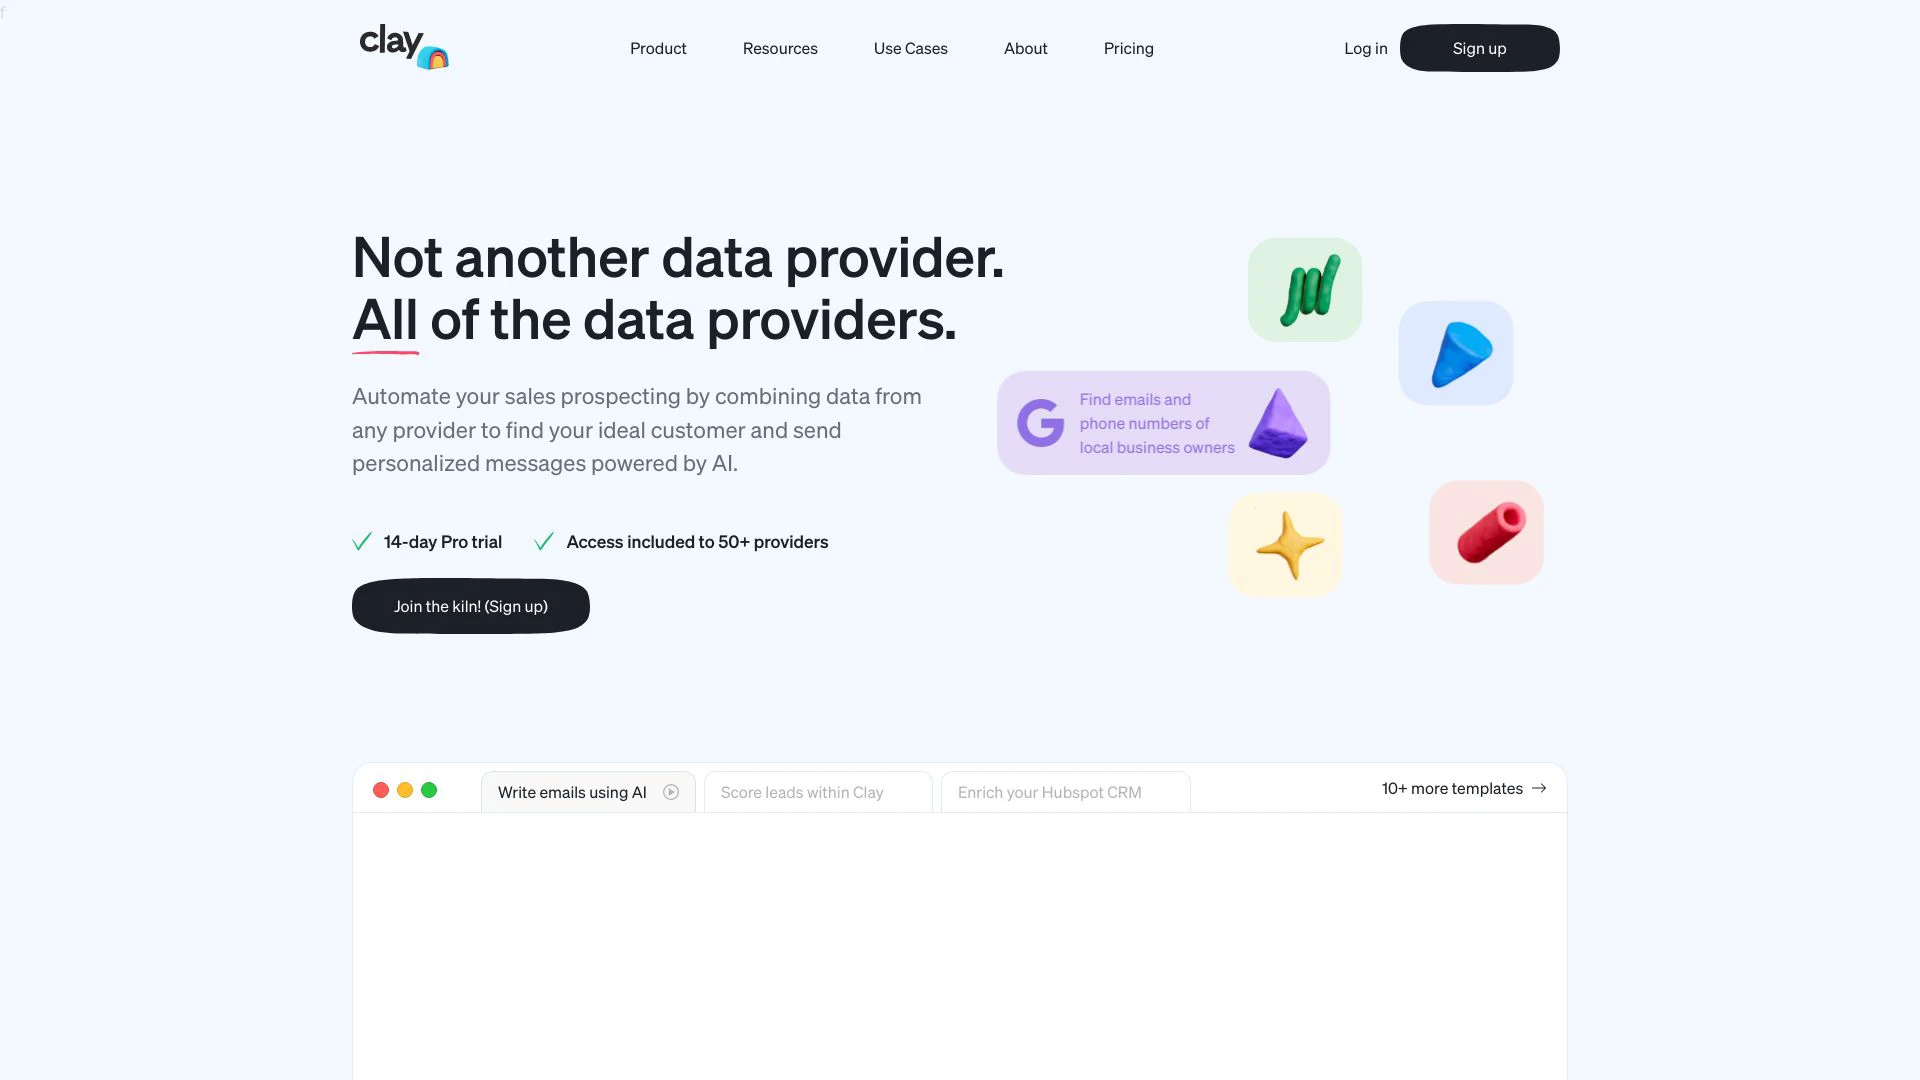 f
clay
Product
Resources
Use Cases
About
Pricing
Log in
Sign up
Not another data provider.
All of the data providers.
Automate your sales prospecting by combining data from
any provider to find your ideal customer and send
personalized messages powered by AI.
14-day Pro trial
Access included to 50+ providers
Join the kiln! (Sign up)
G
Find emails and
phone numbers of
local business owners
Write emails using AI
Score leads within Clay
Enrich your Hubspot CRM
10+ more templates →